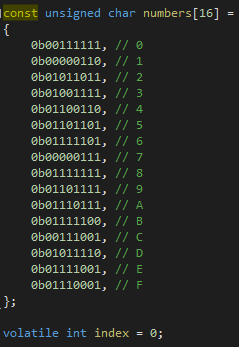 const unsigned char numbers[16] =
{
0b00111111, // 0
0b00000110, // 1
0b01011011, // 2
0b01001111, // 3
0b01100110, // 4
0b01101101, // 5
0b01111101, // 6
0b00000111, // 7
0b01111111, // 8
0b01101111, // 9
0b01110111, // A
0b01111100, // B
0b00111001, // C
0b01011110, // D
0b01111001, // E
0b01110001, // F
};
volatile int index = 0;